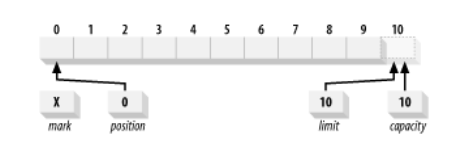 0 1 2 3 4 5 6 7 8 9 10
X 0 10 10
mark position limit capacity